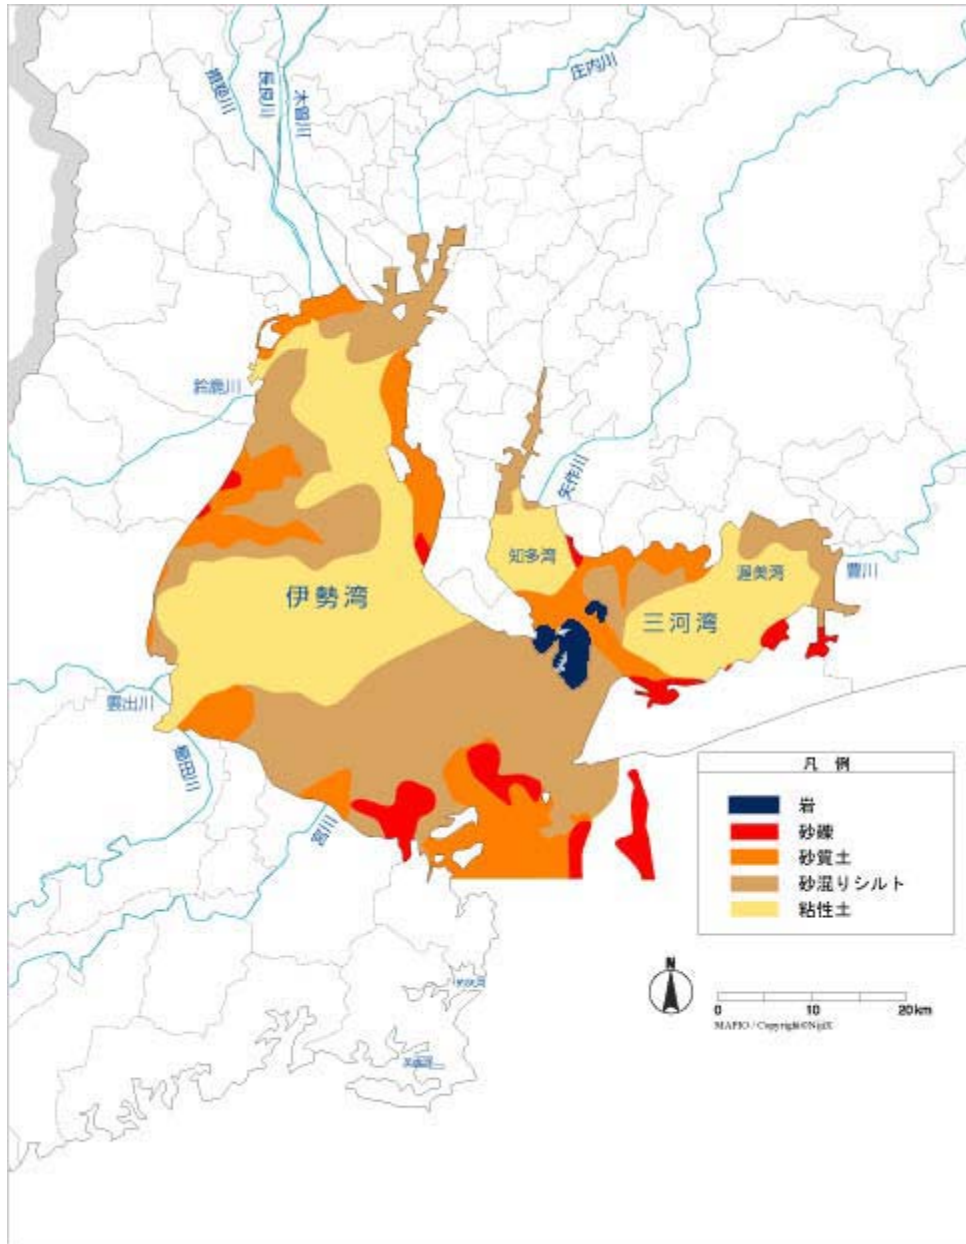 揖斐川
長良川
木曽川
庄内川
鈴鹿川
矢作川
知多湾
渥美湾
豊川
伊勢湾
三河湾
雲出川
櫛田川
宮川
凡 例
岩
砂礫
砂質土
砂混りシルト
粘性土
N
0 10 20km
MAPIO / Copyright©NijiX